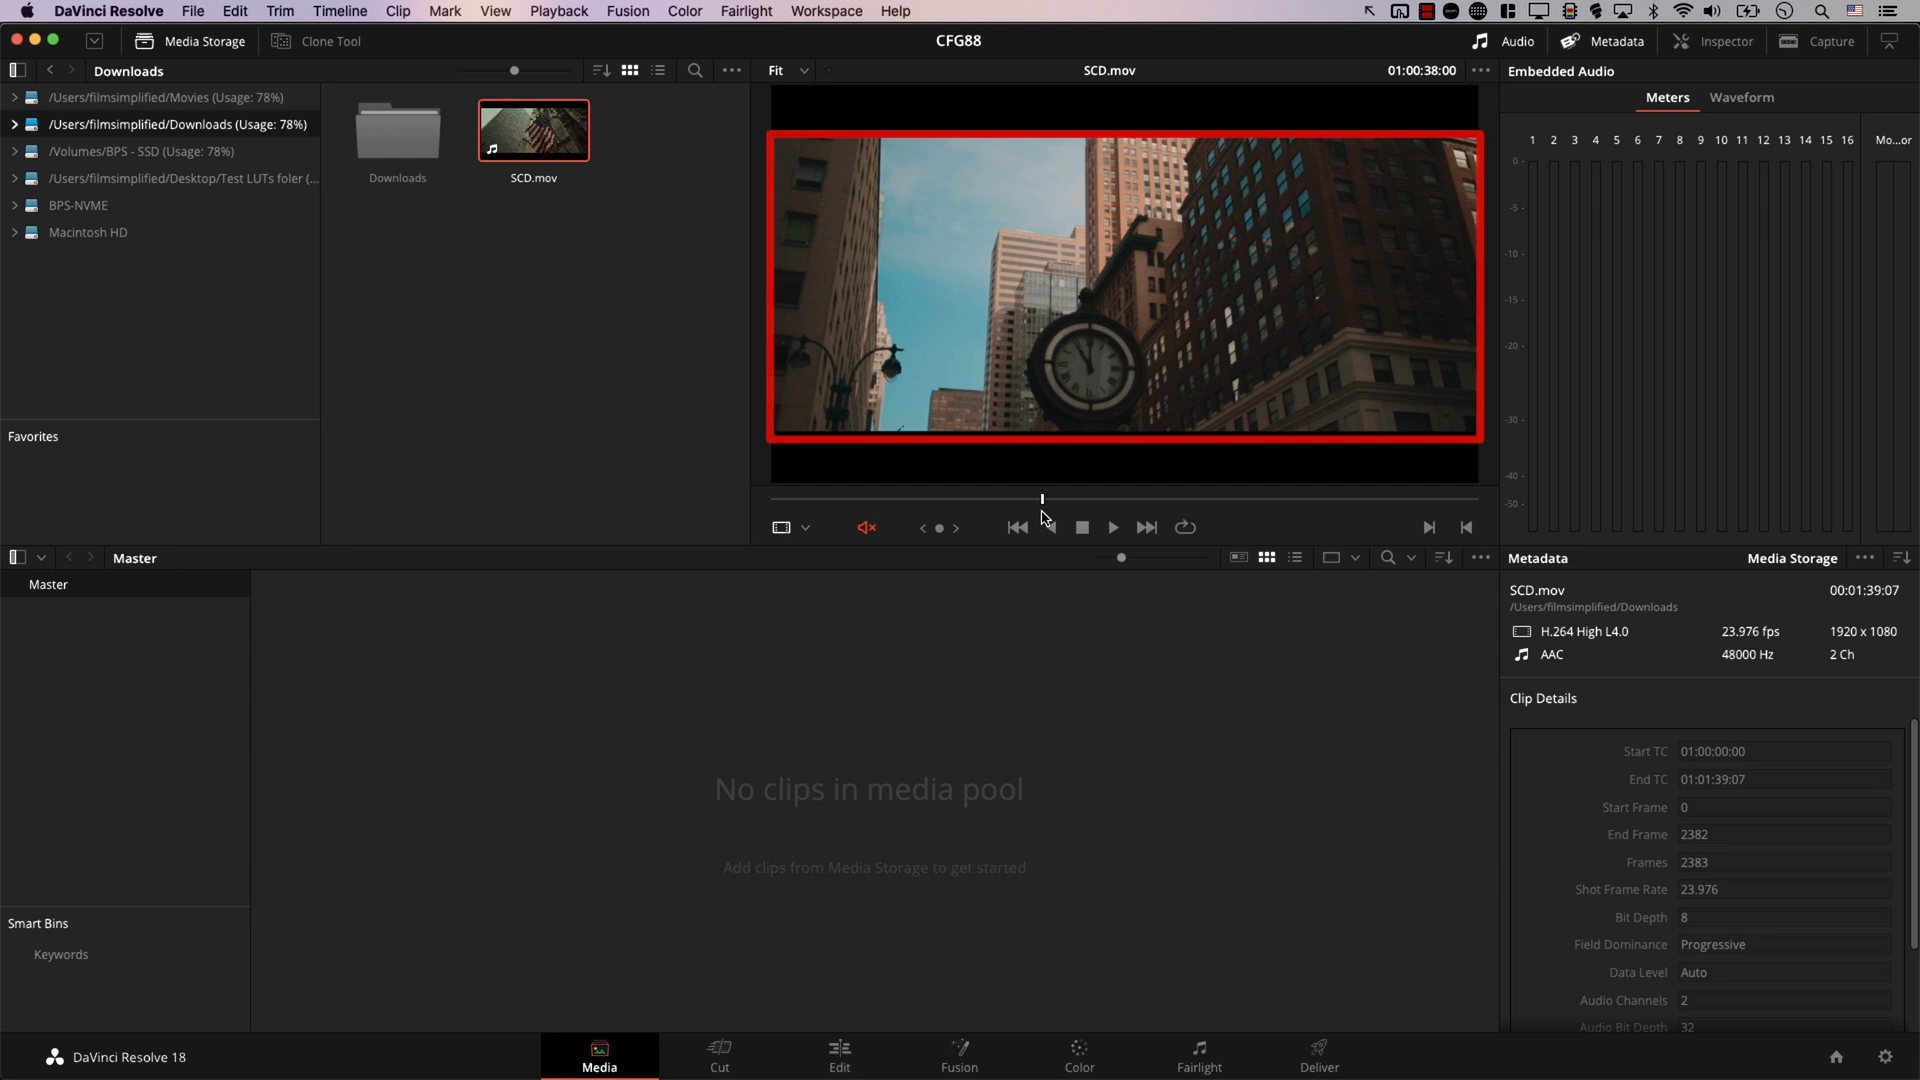 DaVinci Resolve File Edit Trim Timeline Clip Mark View Playback Fusion Color Fairlight Workspace Help
Media Storage Clone Tool CFG88 Audio Metadata Inspector Capture
Downloads Fit SCD.mov 01:00:38:00 Embedded Audio
/Users/filmsimplified/Movies (Usage: 78%)
/Users/filmsimplified/Downloads (Usage: 78%)
/Volumes/BPS - SSD (Usage: 78%)
/Users/filmsimplified/Desktop/Test LUTs foler (...
BPS-NVME
Macintosh HD
Favorites
Downloads SCD.mov
Meters Waveform
1 2 3 4 5 6 7 8 9 10 11 12 13 14 15 16 Mo...or
0 -
-5 -
-10 -
-15 -
-20 -
-30 -
-40 -
-50 -
Master
Master
No clips in media pool
Add clips from Media Storage to get started
Smart Bins
Keywords
Metadata Media Storage
SCD.mov 00:01:39:07
/Users/filmsimplified/Downloads
H.264 High L4.0 23.976 fps 1920 x 1080
AAC 48000 Hz 2 Ch
Clip Details
Start TC 01:00:00:00
End TC 01:01:39:07
Start Frame 0
End Frame 2382
Frames 2383
Shot Frame Rate 23.976
Bit Depth 8
Field Dominance Progressive
Data Level Auto
Audio Channels 2
Audio Bit Depth 32
DaVinci Resolve 18 Media Cut Edit Fusion Color Fairlight Deliver